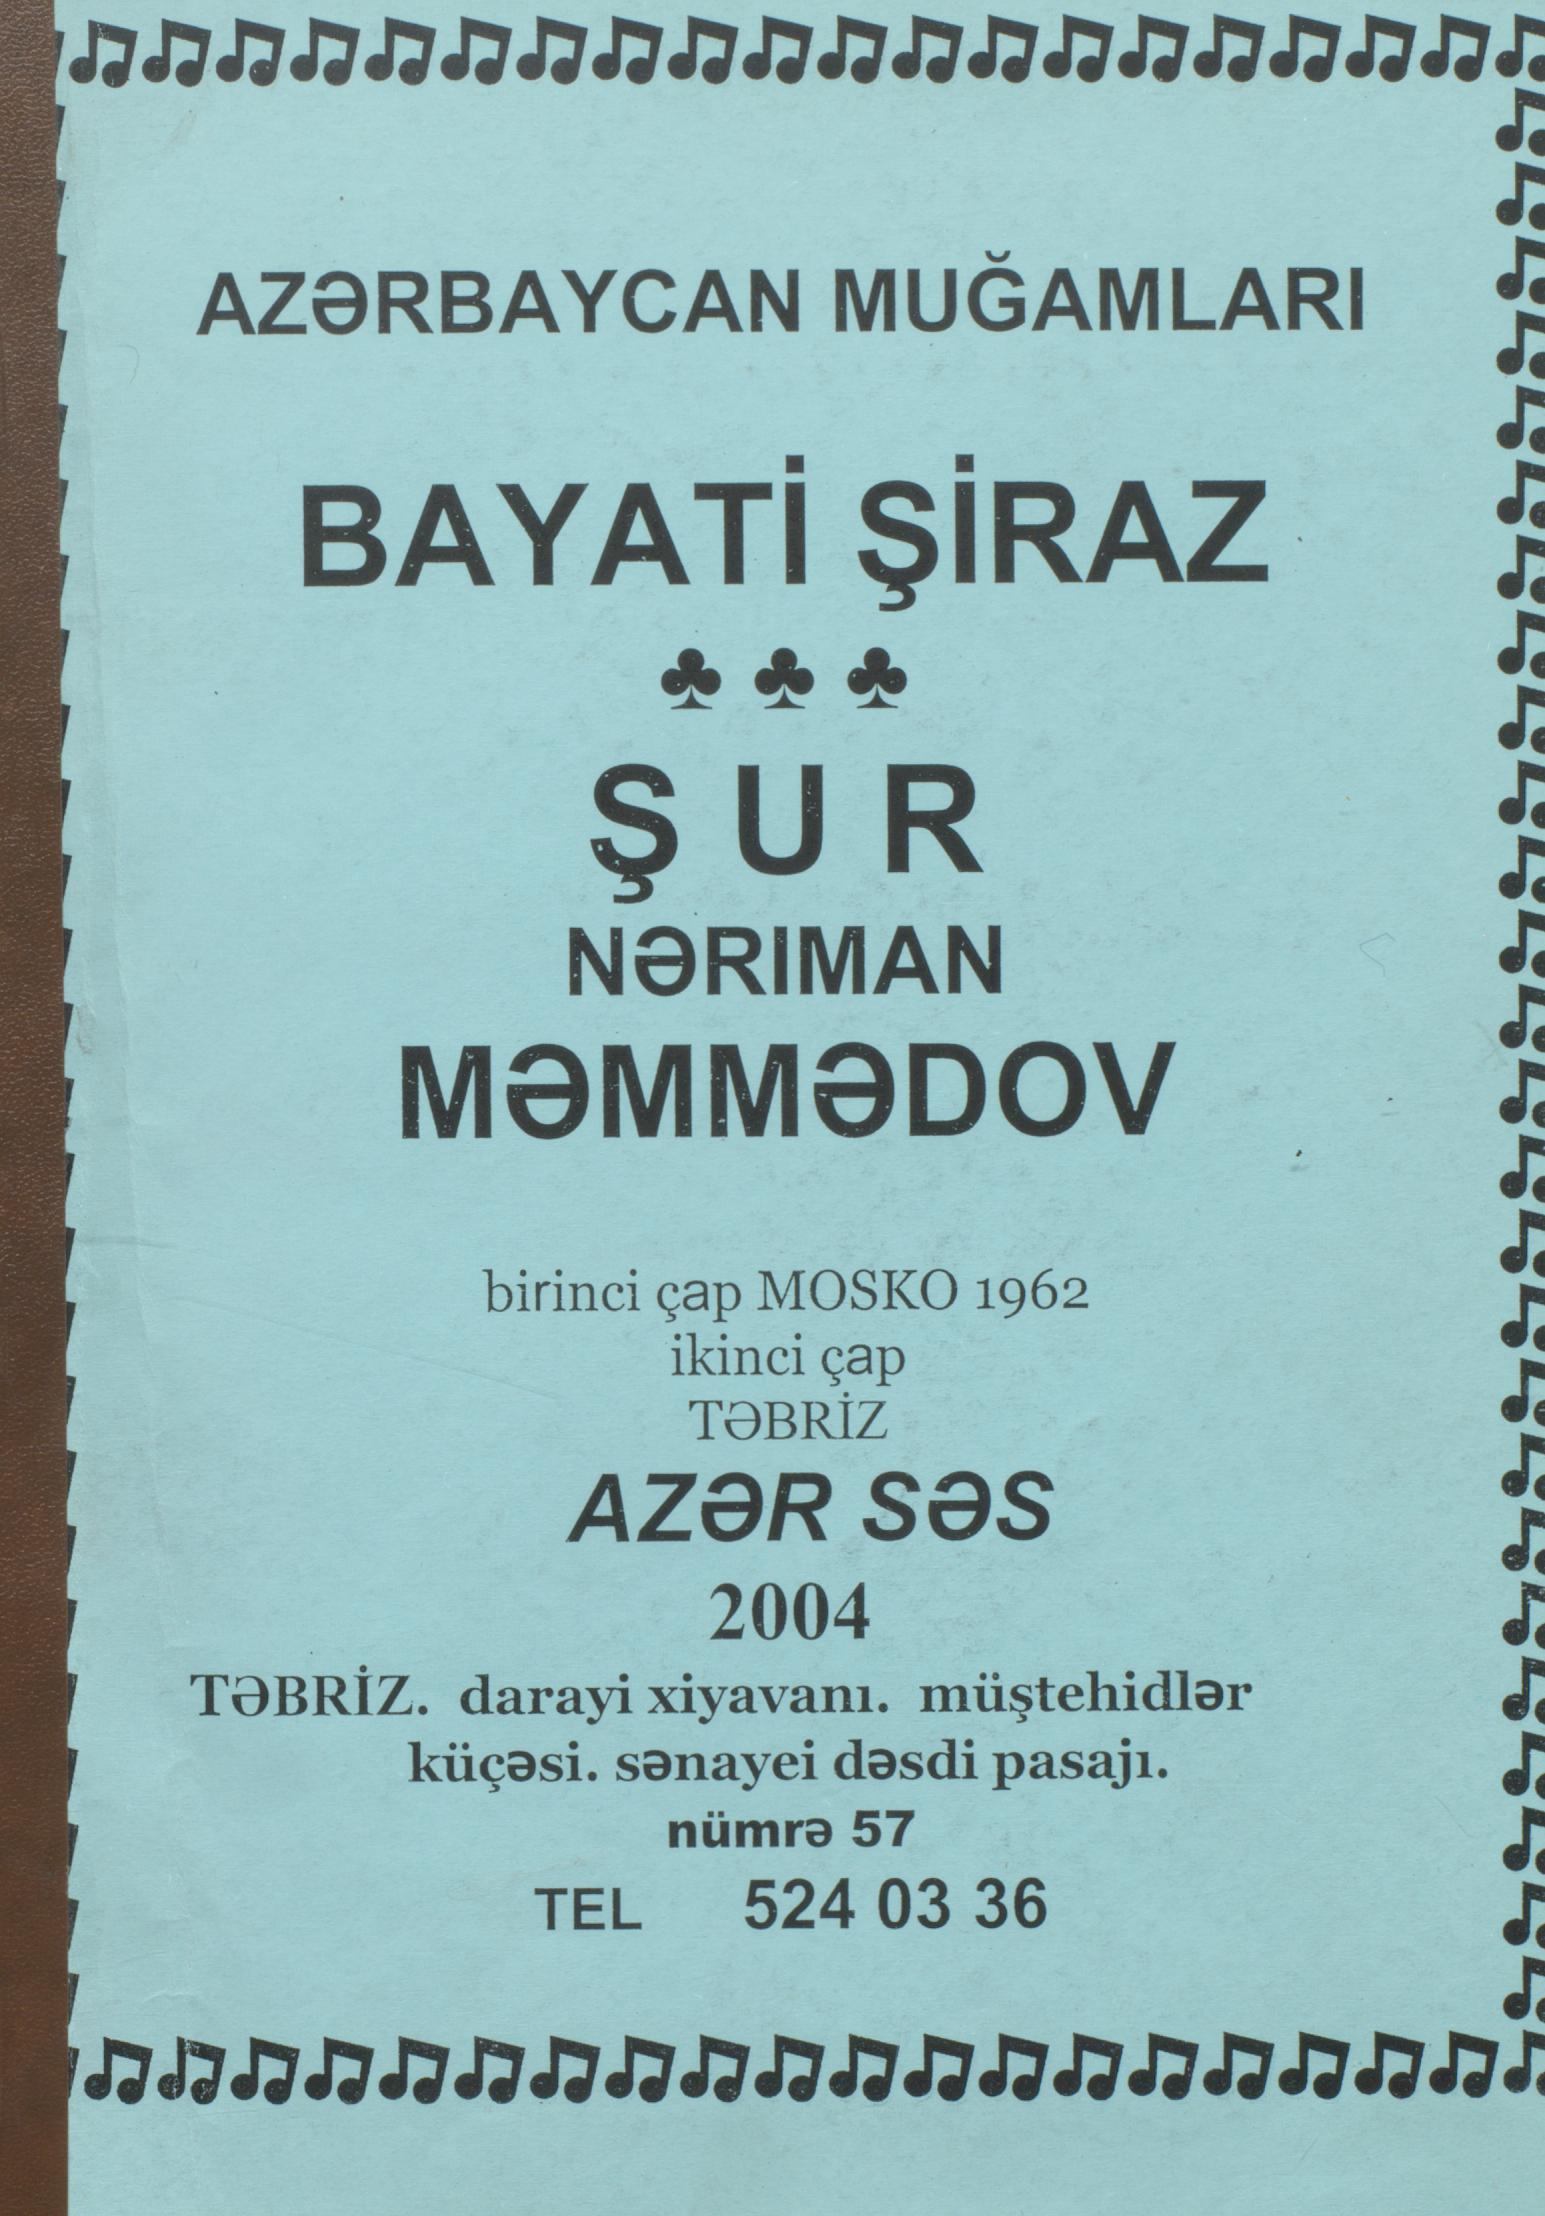 AZƏRBAYCAN MUĞAMLARI
BAYATİ ŞİRAZ
♣ ♣ ♣
Ş U R
NƏRIMAN
MƏMMƏDOV
birinci çap MOSKO 1962
ikinci çap
TƏBRİZ
AZƏR SƏS
2004
TƏBRİZ. darayi xiyavanı. müştehidlər
küçəsi. sənayei dəsdi pasajı.
nümrə 57
TEL 524 03 36